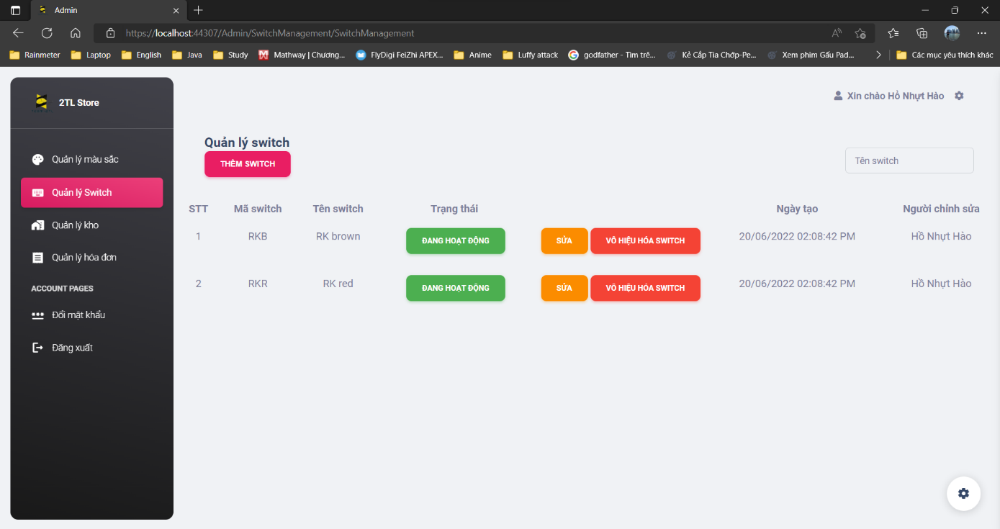 Admin
https://localhost:44307/Admin/SwitchManagement/SwitchManagement
Rainmeter Laptop English Java Study Mathway | Chương... FlyDigi FeiZhi APEX... Anime Luffy attack godfather - Tìm trê... Kẻ Cắp Tia Chớp-Pe... Xem phim Gấu Pad... Các mục yêu thích khác
2TL Store
Xin chào Hồ Nhựt Hào
Quản lý màu sắc
Quản lý Switch
Quản lý kho
Quản lý hóa đơn
ACCOUNT PAGES
Đổi mật khẩu
Đăng xuất
Quản lý switch
THÊM SWITCH
Tên switch
STT Mã switch Tên switch Trạng thái Ngày tạo Người chỉnh sửa
1 RKB RK brown ĐANG HOẠT ĐỘNG SỬA VÔ HIỆU HÓA SWITCH 20/06/2022 02:08:42 PM Hồ Nhựt Hào
2 RKR RK red ĐANG HOẠT ĐỘNG SỬA VÔ HIỆU HÓA SWITCH 20/06/2022 02:08:42 PM Hồ Nhựt Hào